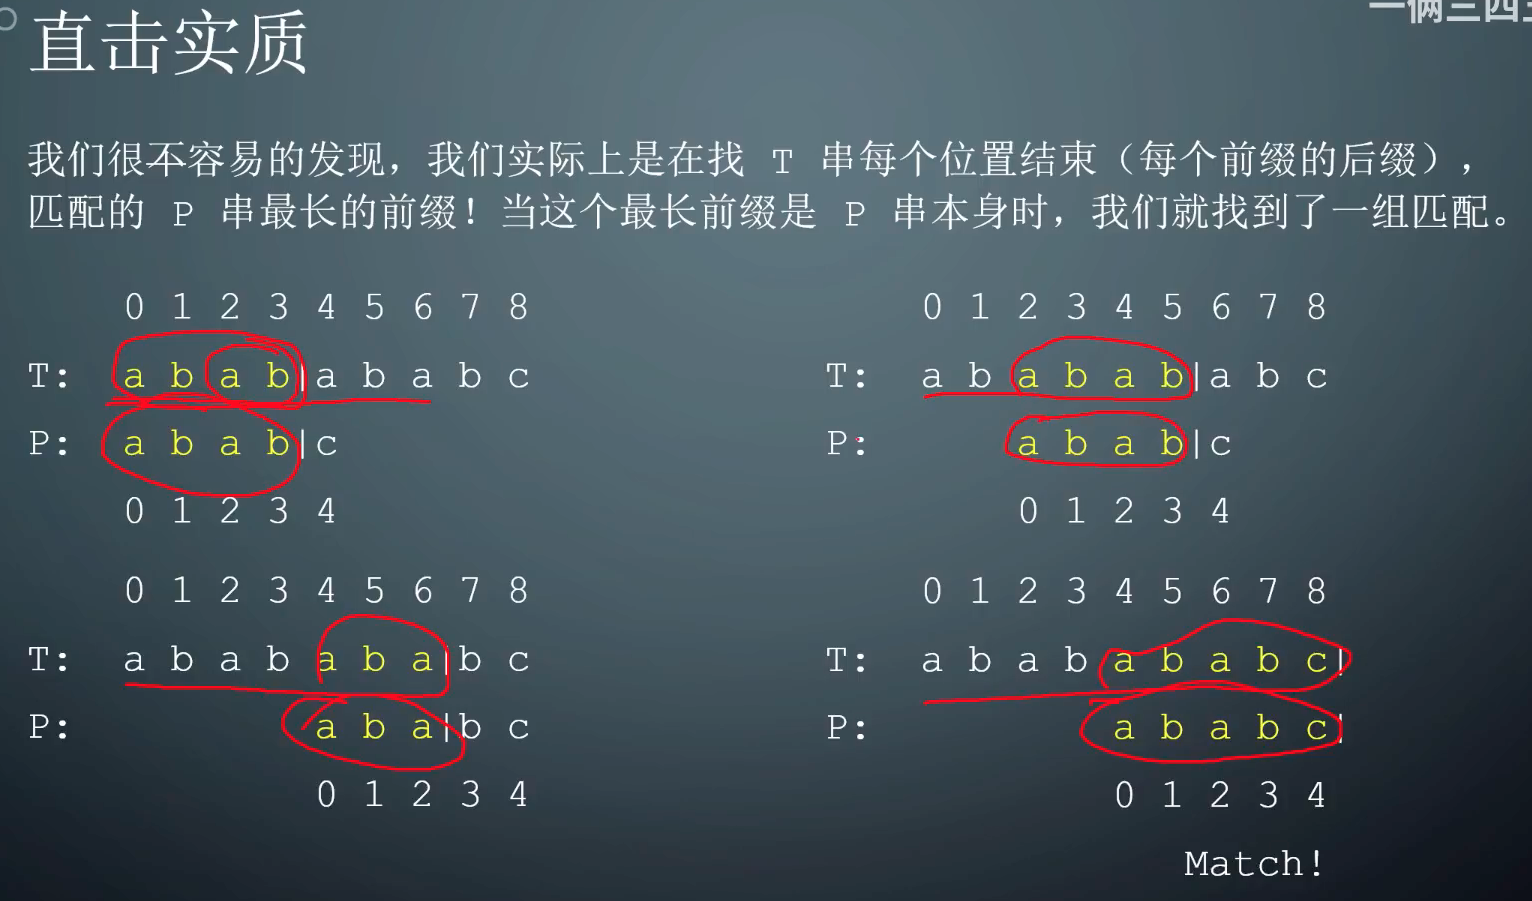 一俩三四
直击实质
我们很不容易的发现，我们实际上是在找 T 串每个位置结束（每个前缀的后缀），
匹配的 P 串最长的前缀！当这个最长前缀是 P 串本身时，我们就找到了一组匹配。
0 1 2 3 4 5 6 7 8
T: a b a b|a b a b c
P: a b a b|c
0 1 2 3 4
0 1 2 3 4 5 6 7 8
T: a b a b a b|a b c
P: a b a b|c
0 1 2 3 4
0 1 2 3 4 5 6 7 8
T: a b a b a b a|b c
P: a b a|b c
0 1 2 3 4
0 1 2 3 4 5 6 7 8
T: a b a b a b a b c|
P: a b a b c|
0 1 2 3 4
Match!